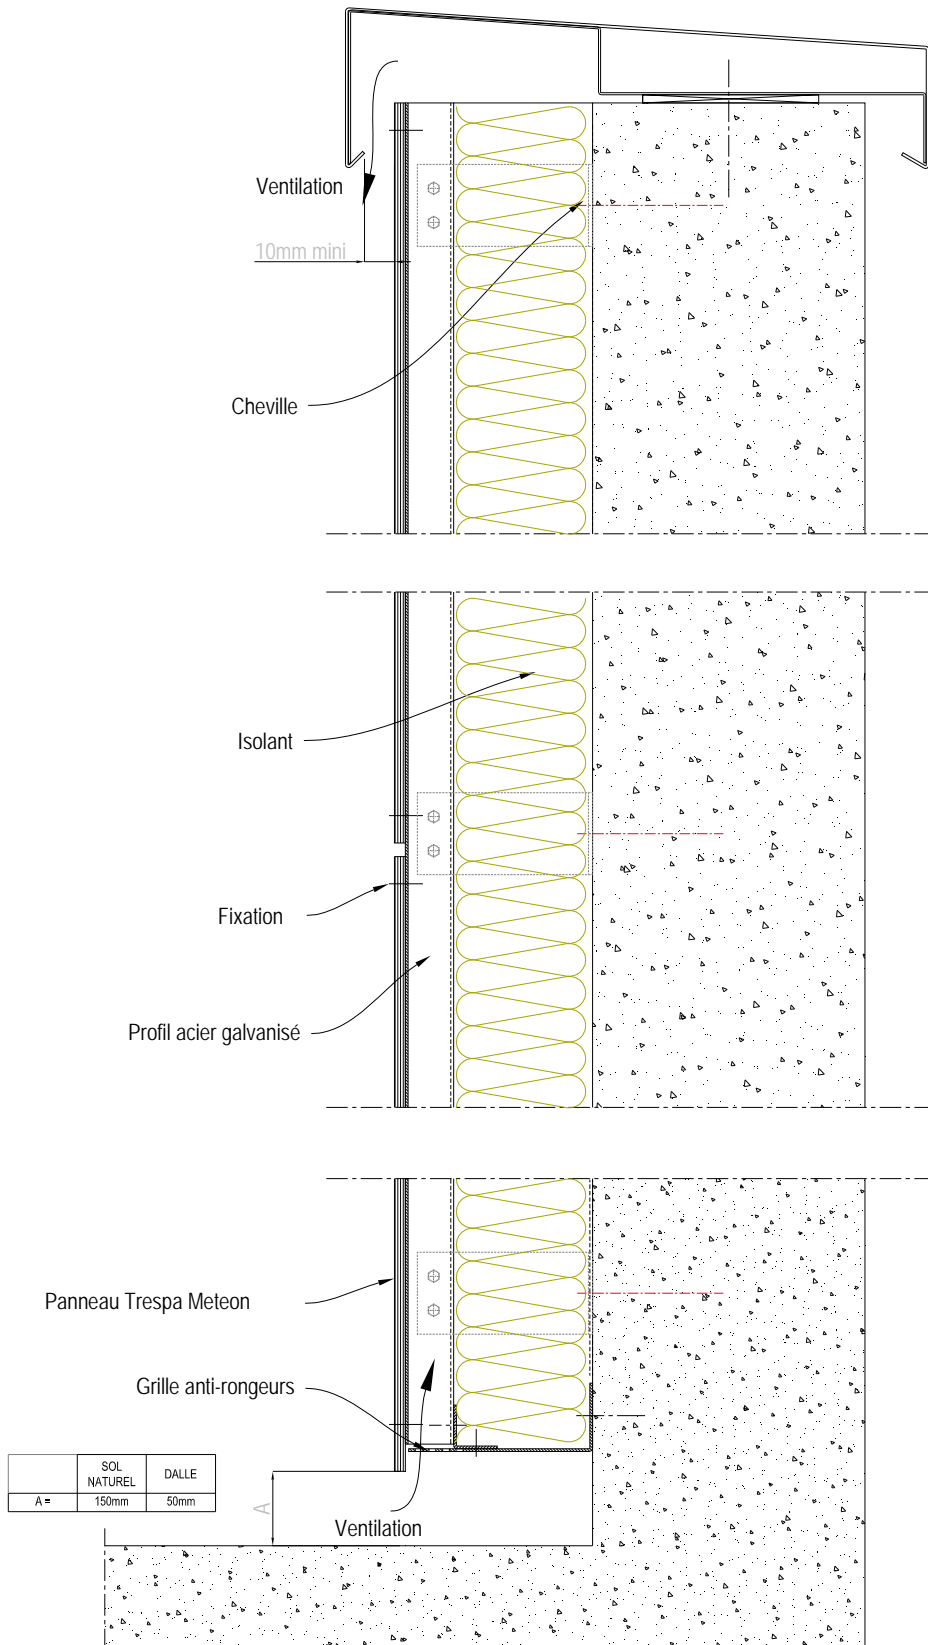 Ventilation
10mm mini
Cheville
Isolant
Fixation
Profil acier galvanisé
Panneau Trespa Meteon
Grille anti-rongeurs
SOL
NATUREL
DALLE
A =
150mm
50mm
A
Ventilation